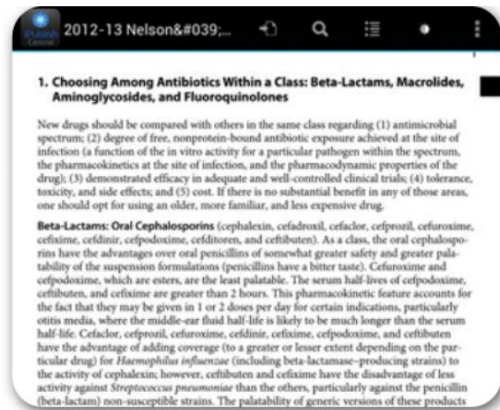 iPublish
Central
2012-13 Nelson&#039;...
1. Choosing Among Antibiotics Within a Class: Beta-Lactams, Macrolides,
Aminoglycosides, and Fluoroquinolones
New drugs should be compared with others in the same class regarding (1) antimicrobial
spectrum; (2) degree of free, nonprotein-bound antibiotic exposure achieved at the site of
infection (a function of the in vitro activity for a particular pathogen within the spectrum,
the pharmacokinetics at the site of infection, and the pharmacodynamic properties of the
drug); (3) demonstrated efficacy in adequate and well-controlled clinical trials; (4) tolerance,
toxicity, and side effects; and (5) cost. If there is no substantial benefit in any of those areas,
one should opt for using an older, more familiar, and less expensive drug.
Beta-Lactams: Oral Cephalosporins (cephalexin, cefadroxil, cefaclor, cefprozil, cefuroxime,
cefixime, cefdinir, cefpodoxime, cefditoren, and ceftibuten). As a class, the oral cephalospo-
rins have the advantages over oral penicillins of somewhat greater safety and greater pala-
tability of the suspension formulations (penicillins have a bitter taste). Cefuroxime and
cefpodoxime, which are esters, are the least palatable. The serum half-lives of cefpodoxime,
ceftibuten, and cefixime are greater than 2 hours. This pharmacokinetic feature accounts for
the fact that they may be given in 1 or 2 doses per day for certain indications, particularly
otitis media, where the middle-ear fluid half-life is likely to be much longer than the serum
half-life. Cefaclor, cefprozil, cefuroxime, cefdinir, cefixime, cefpodoxime, and ceftibuten
have the advantage of adding coverage (to a greater or lesser extent depending on the par-
ticular drug) for Haemophilus influenzae (including beta-lactamase–producing strains) to
the activity of cephalexin; however, ceftibuten and cefixime have the disadvantage of less
activity against Streptococcus pneumoniae than the others, particularly against the penicillin
(beta-lactam) non-susceptible strains. The palatability of generic versions of these products